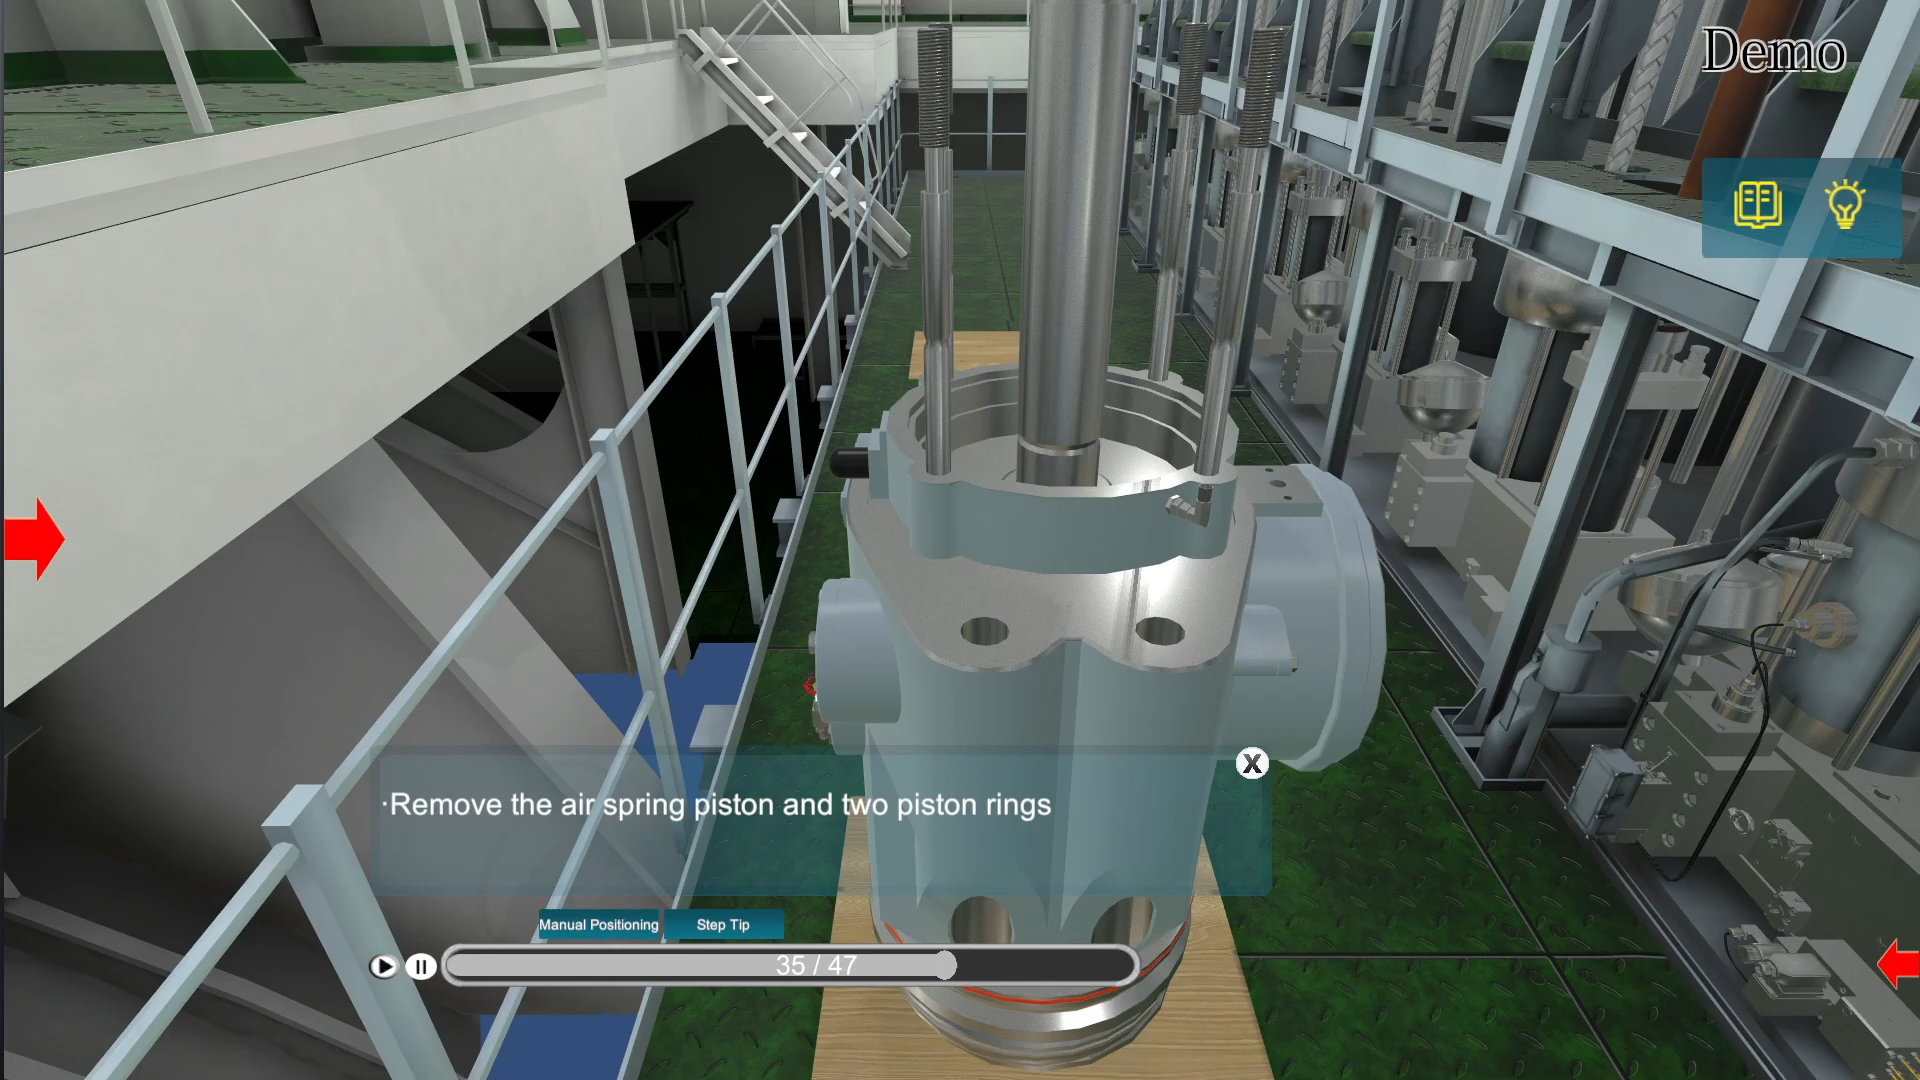 Demo
·Remove the air spring piston and two piston rings
X
Manual Positioning
Step Tip
35 / 47